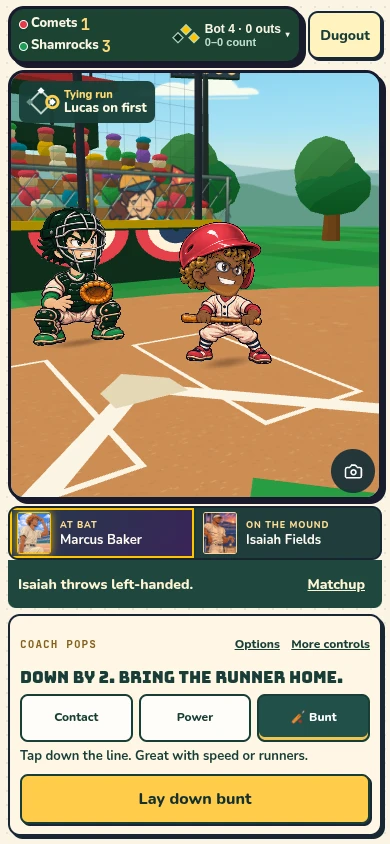 Comets 1
Shamrocks 3
Bot 4 · 0 outs
0–0 count
Dugout
Tying run
Lucas on first
AT BAT
Marcus Baker
ON THE MOUND
Isaiah Fields
Isaiah throws left-handed.
Matchup
COACH POPS
Options
More controls
DOWN BY 2. BRING THE RUNNER HOME.
Contact
Power
Bunt
Tap down the line. Great with speed or runners.
Lay down bunt